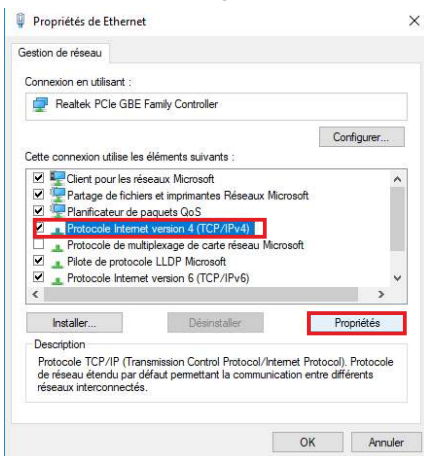 Propriétés de Ethernet
Gestion de réseau
Connexion en utilisant :
Realtek PCIe GBE Family Controller
Configurer...
Cette connexion utilise les éléments suivants :
Client pour les réseaux Microsoft
Partage de fichiers et imprimantes Réseaux Microsoft
Planificateur de paquets QoS
Protocole Internet version 4 (TCP/IPv4)
Protocole de multiplexage de carte réseau Microsoft
Pilote de protocole LLDP Microsoft
Protocole Internet version 6 (TCP/IPv6)
Installer... Désinstaller Propriétés
Description
Protocole TCP/IP (Transmission Control Protocol/Internet Protocol). Protocole
de réseau étendu par défaut permettant la communication entre différents
réseaux interconnectés.
OK Annuler